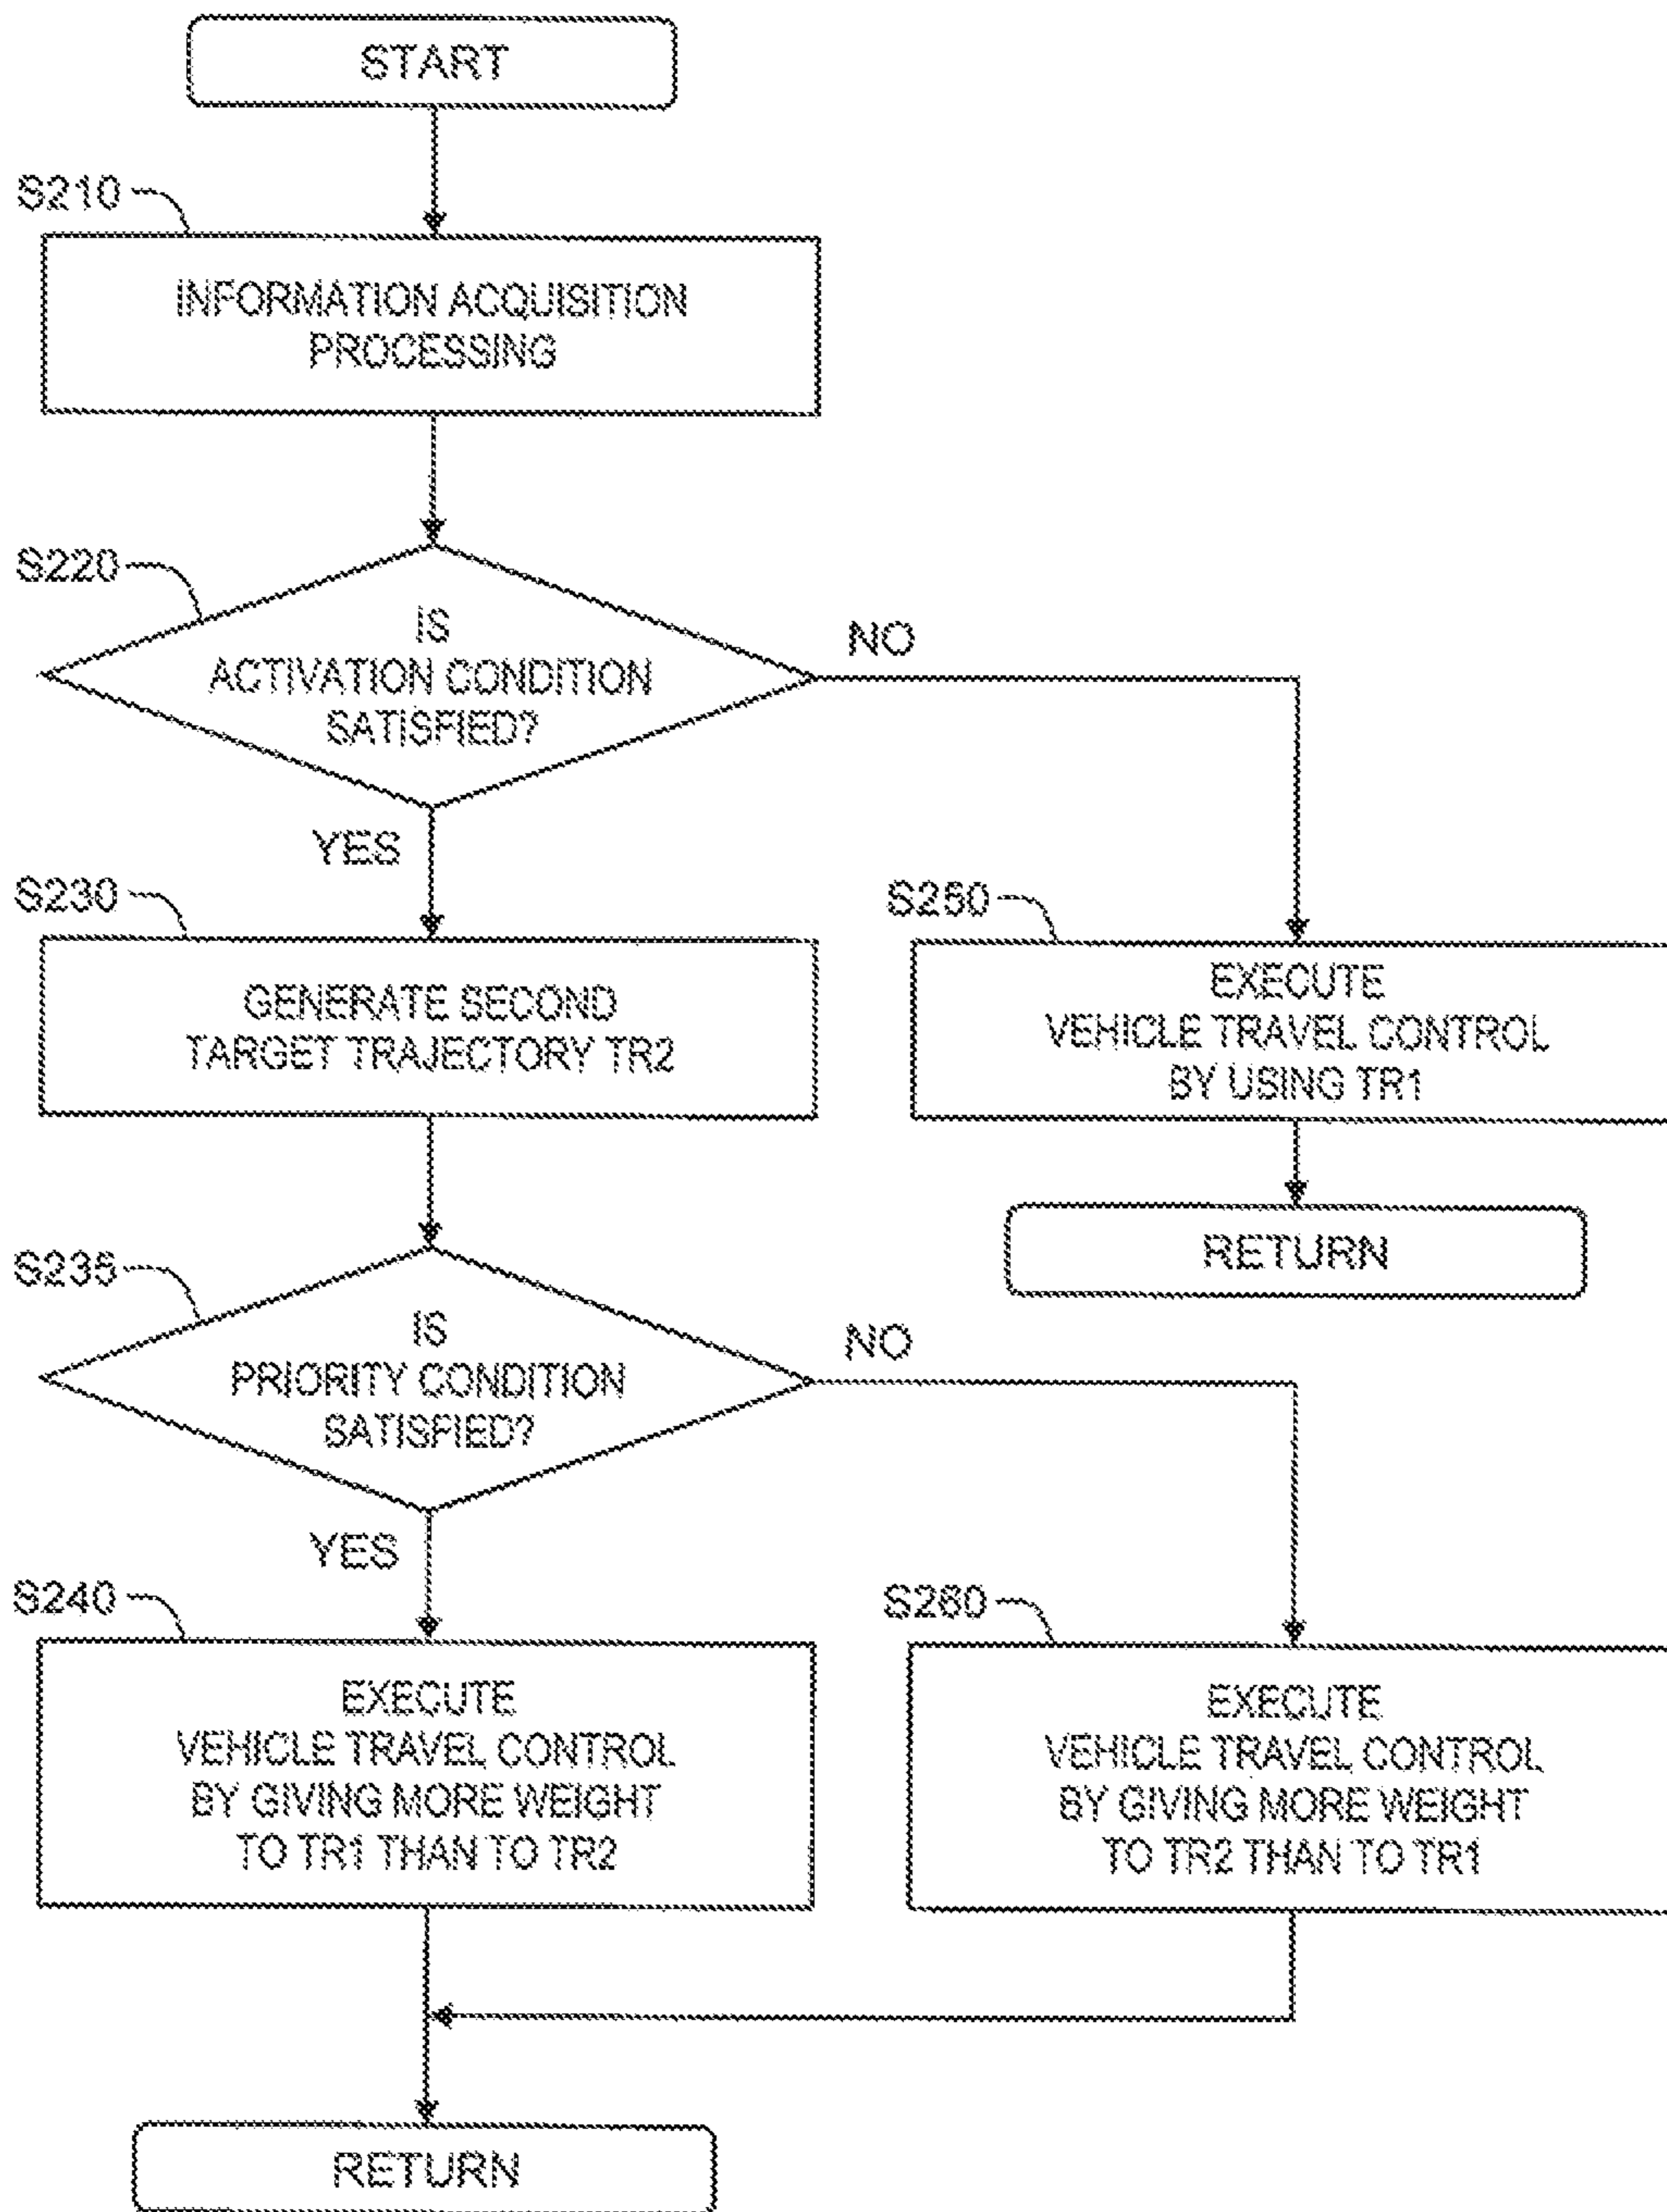 START
S210
INFORMATION ACQUISITION
PROCESSING
S220
IS
ACTIVATION CONDITION
SATISFIED?
NO
YES
S230
GENERATE SECOND
TARGET TRAJECTORY TR2
S250
EXECUTE
VEHICLE TRAVEL CONTROL
BY USING TR1
RETURN
S235
IS
PRIORITY CONDITION
SATISFIED?
NO
YES
S240
EXECUTE
VEHICLE TRAVEL CONTROL
BY GIVING MORE WEIGHT
TO TR1 THAN TO TR2
S260
EXECUTE
VEHICLE TRAVEL CONTROL
BY GIVING MORE WEIGHT
TO TR2 THAN TO TR1
RETURN